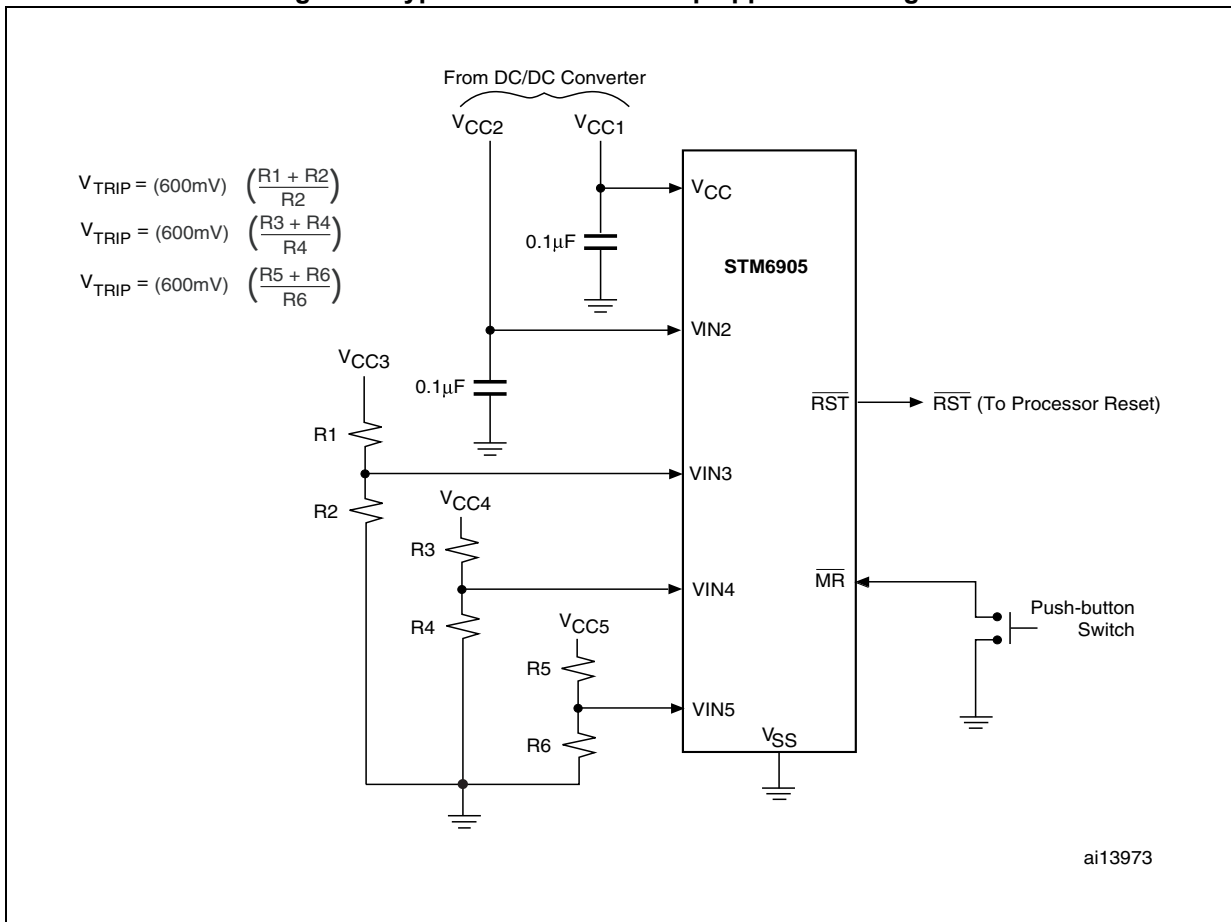 From DC/DC Converter
VCC2 VCC1
VTRIP = (600mV) (R1 + R2 / R2)
VTRIP = (600mV) (R3 + R4 / R4)
VTRIP = (600mV) (R5 + R6 / R6)
VCC
0.1μF
STM6905
VIN2
VCC3
0.1μF
RST
RST (To Processor Reset)
R1
VIN3
R2
VCC4
R3
MR
VIN4
Push-button
Switch
R4
VCC5
R5
VIN5
R6
VSS
ai13973